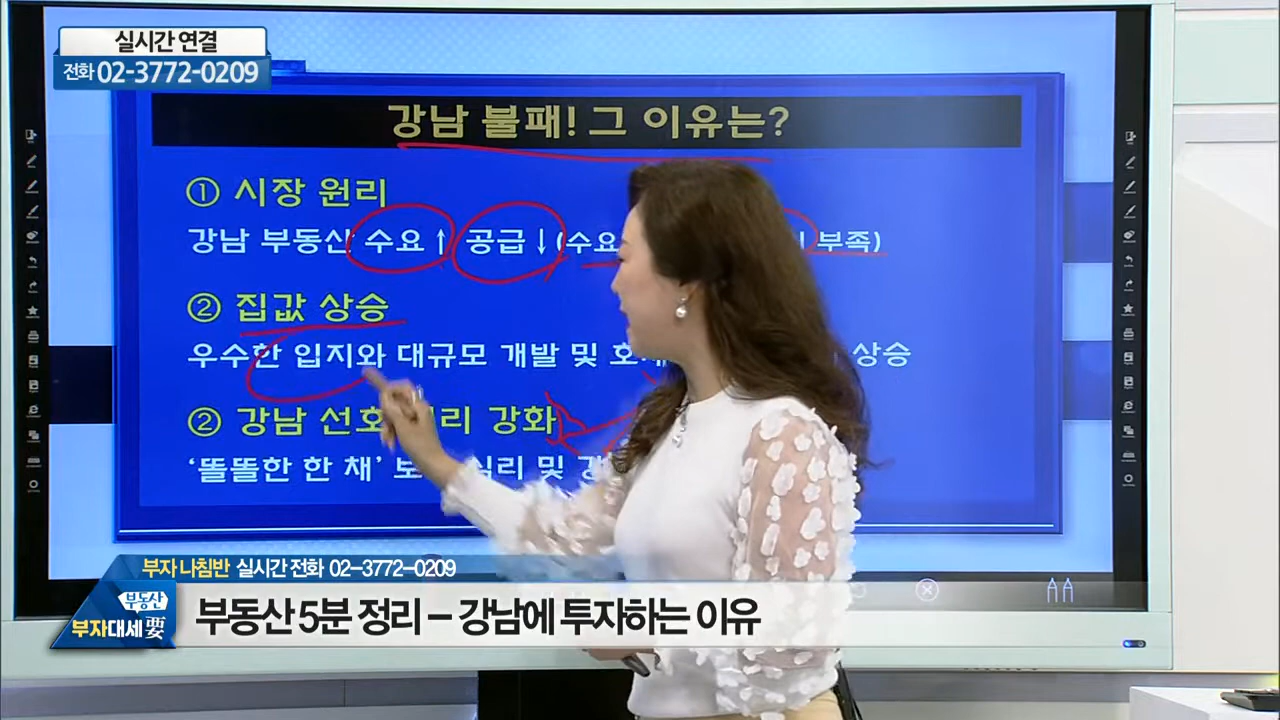 실시간 연결
전화 02-3772-0209
강남 불패! 그 이유는?
① 시장 원리
강남 부동산 수요↑ 공급↓(수요 부족)
② 집값 상승
우수한 입지와 대규모 개발 및 상승
② 강남 선호 강화
‘똘똘한 한 채’ 심리 및
부자 나침반 실시간 전화 02-3772-0209
부동산
부자대세 要
부동산 5분 정리 – 강남에 투자하는 이유
AA